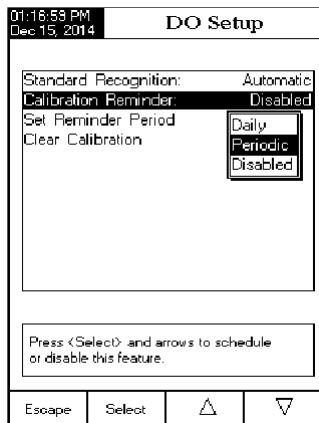 01:16:53 PM
Dec 15, 2014
DO Setup
Standard Recognition: Automatic
Calibration Reminder: Disabled
Set Reminder Period
Clear Calibration
Daily
Periodic
Disabled
Press <Select> and arrows to schedule
or disable this feature.
Escape Select △ ▽